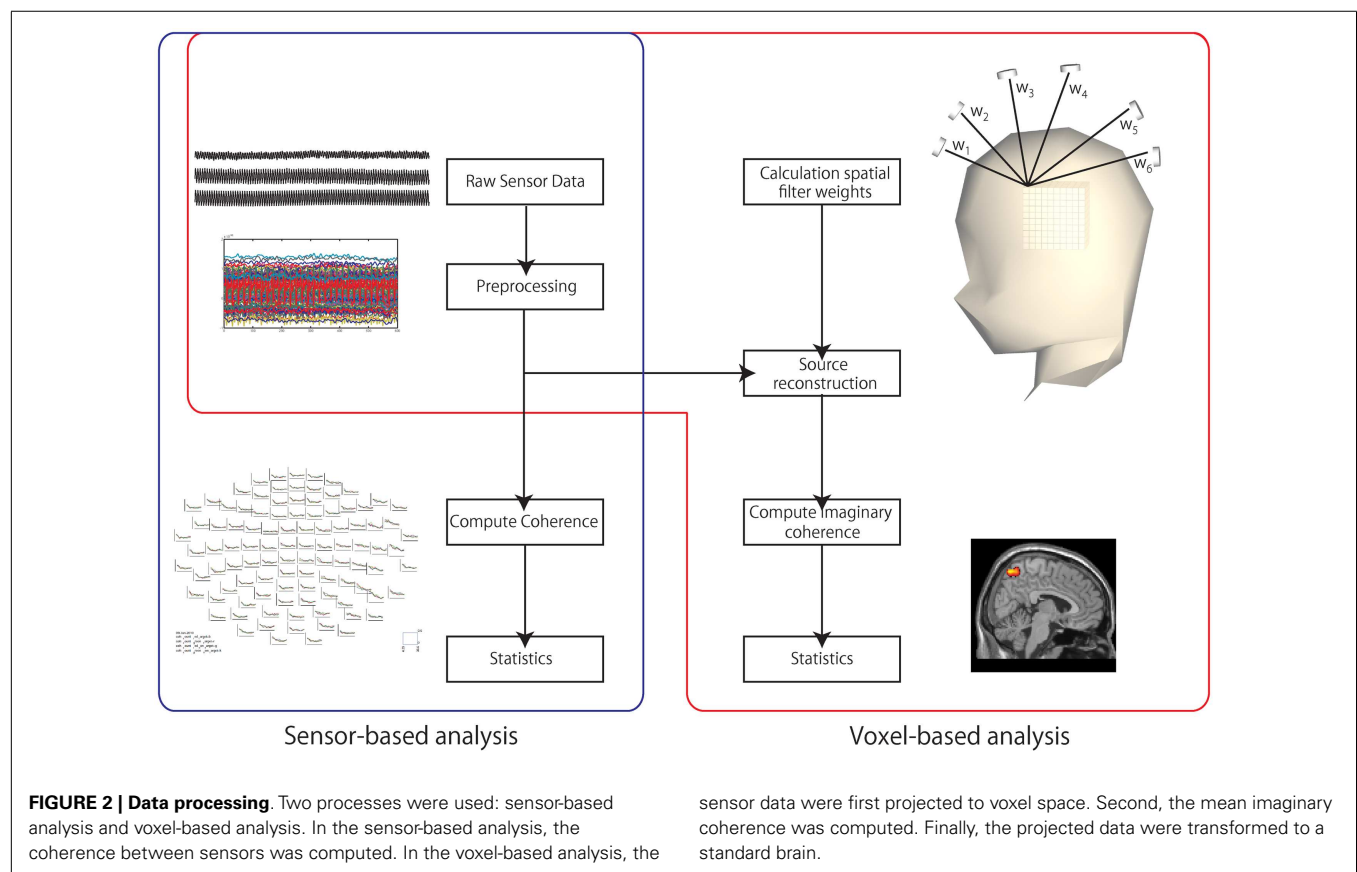 w1
w2
w3
w4
w5
w6
Raw Sensor Data
Calculation spatial
filter weights
Preprocessing
Source
reconstruction
Compute Coherence
Compute Imaginary
coherence
Statistics
Statistics
Sensor-based analysis
Voxel-based analysis
FIGURE 2 | Data processing. Two processes were used: sensor-based
analysis and voxel-based analysis. In the sensor-based analysis, the
coherence between sensors was computed. In the voxel-based analysis, the
sensor data were first projected to voxel space. Second, the mean imaginary
coherence was computed. Finally, the projected data were transformed to a
standard brain.